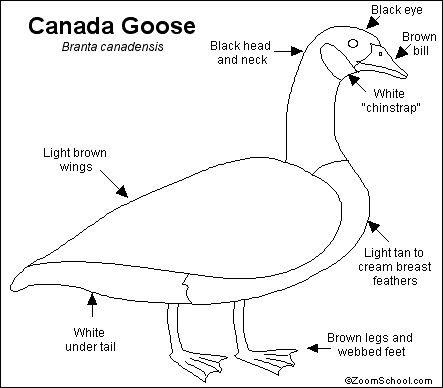 Canada Goose
Branta canadensis
Black eye
Black head
and neck
Brown
bill
White
"chinstrap"
Light brown
wings
Light tan to
cream breast
feathers
White
under tail
Brown legs and
webbed feet
©ZoomSchool.com